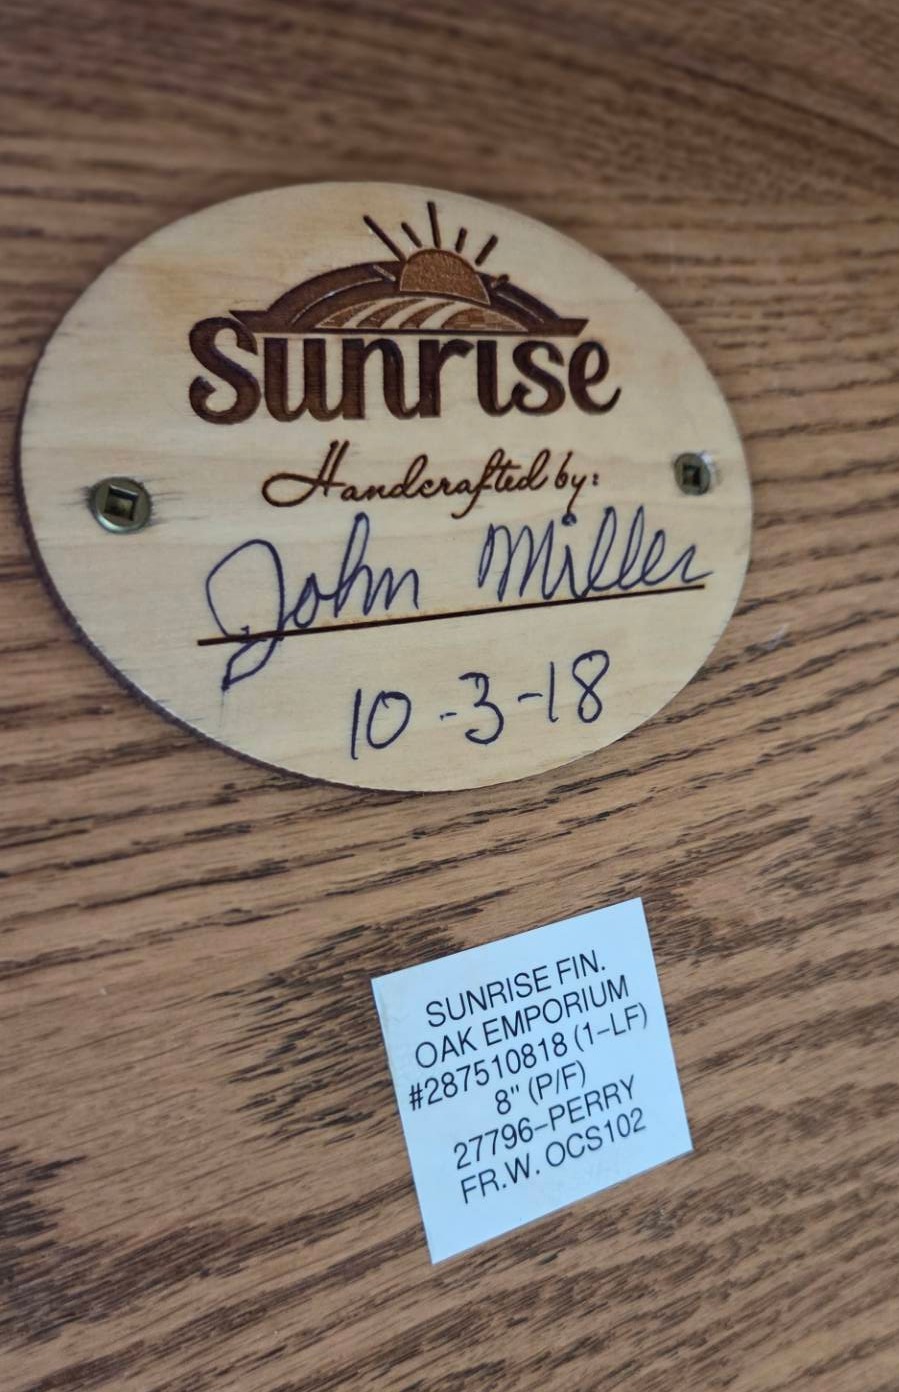 Sunrise
Handcrafted by:
John Miller
10-3-18
SUNRISE FIN.
OAK EMPORIUM
#287510818 (1-LF)
8" (P/F)
27796-PERRY
FR.W. OCS102